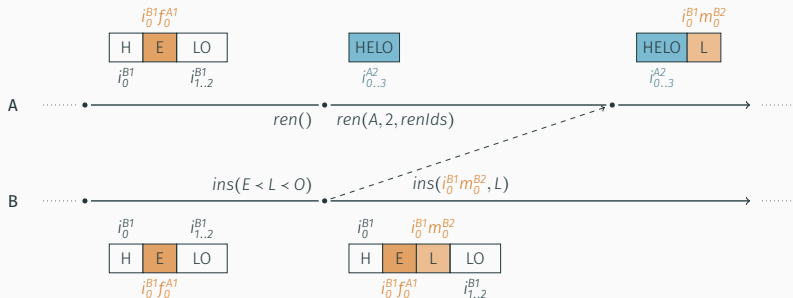 i₀ᴮ¹f₀ᴬ¹ i₀ᴮ¹m₀ᴮ²
H E LO HELO HELO L
i₀ᴮ¹ i₁..₂ᴮ¹ i₀..₃ᴬ² i₀..₃ᴬ²
A
ren() ren(A, 2, renIds)
ins(E < L < O) ins(i₀ᴮ¹m₀ᴮ², L)
B
i₀ᴮ¹ i₁..₂ᴮ¹ i₀ᴮ¹ i₀ᴮ¹m₀ᴮ²
H E LO H E L LO
i₀ᴮ¹f₀ᴬ¹ i₀ᴮ¹f₀ᴬ¹ i₁..₂ᴮ¹